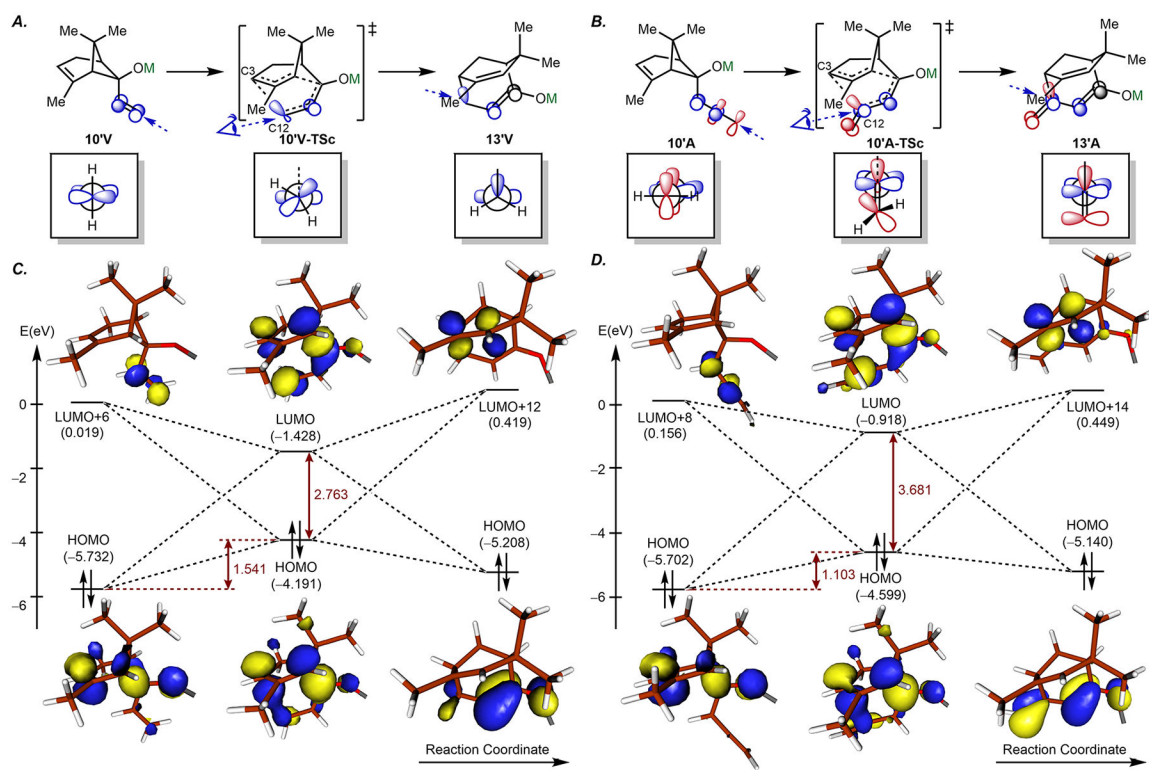 A.
Me
Me
OM
Me
10'V
H
H
‡
C3
Me
OM
C12
10'V-TSc
H
H
Me
Me
Me
OM
13'V
H
H
B.
Me
Me
OM
Me
10'A
H
H
‡
C3
Me
OM
C12
10'A-TSc
H
H
Me
Me
Me
OM
13'A
C.
E(eV)
0
−2
−4
−6
LUMO+6
(0.019)
LUMO
(−1.428)
LUMO+12
(0.419)
2.763
HOMO
(−5.732)
1.541
HOMO
(−4.191)
HOMO
(−5.208)
Reaction Coordinate
D.
E(eV)
0
−2
−4
−6
LUMO+8
(0.156)
LUMO
(−0.918)
LUMO+14
(0.449)
3.681
HOMO
(−5.702)
1.103
HOMO
(−4.599)
HOMO
(−5.140)
Reaction Coordinate